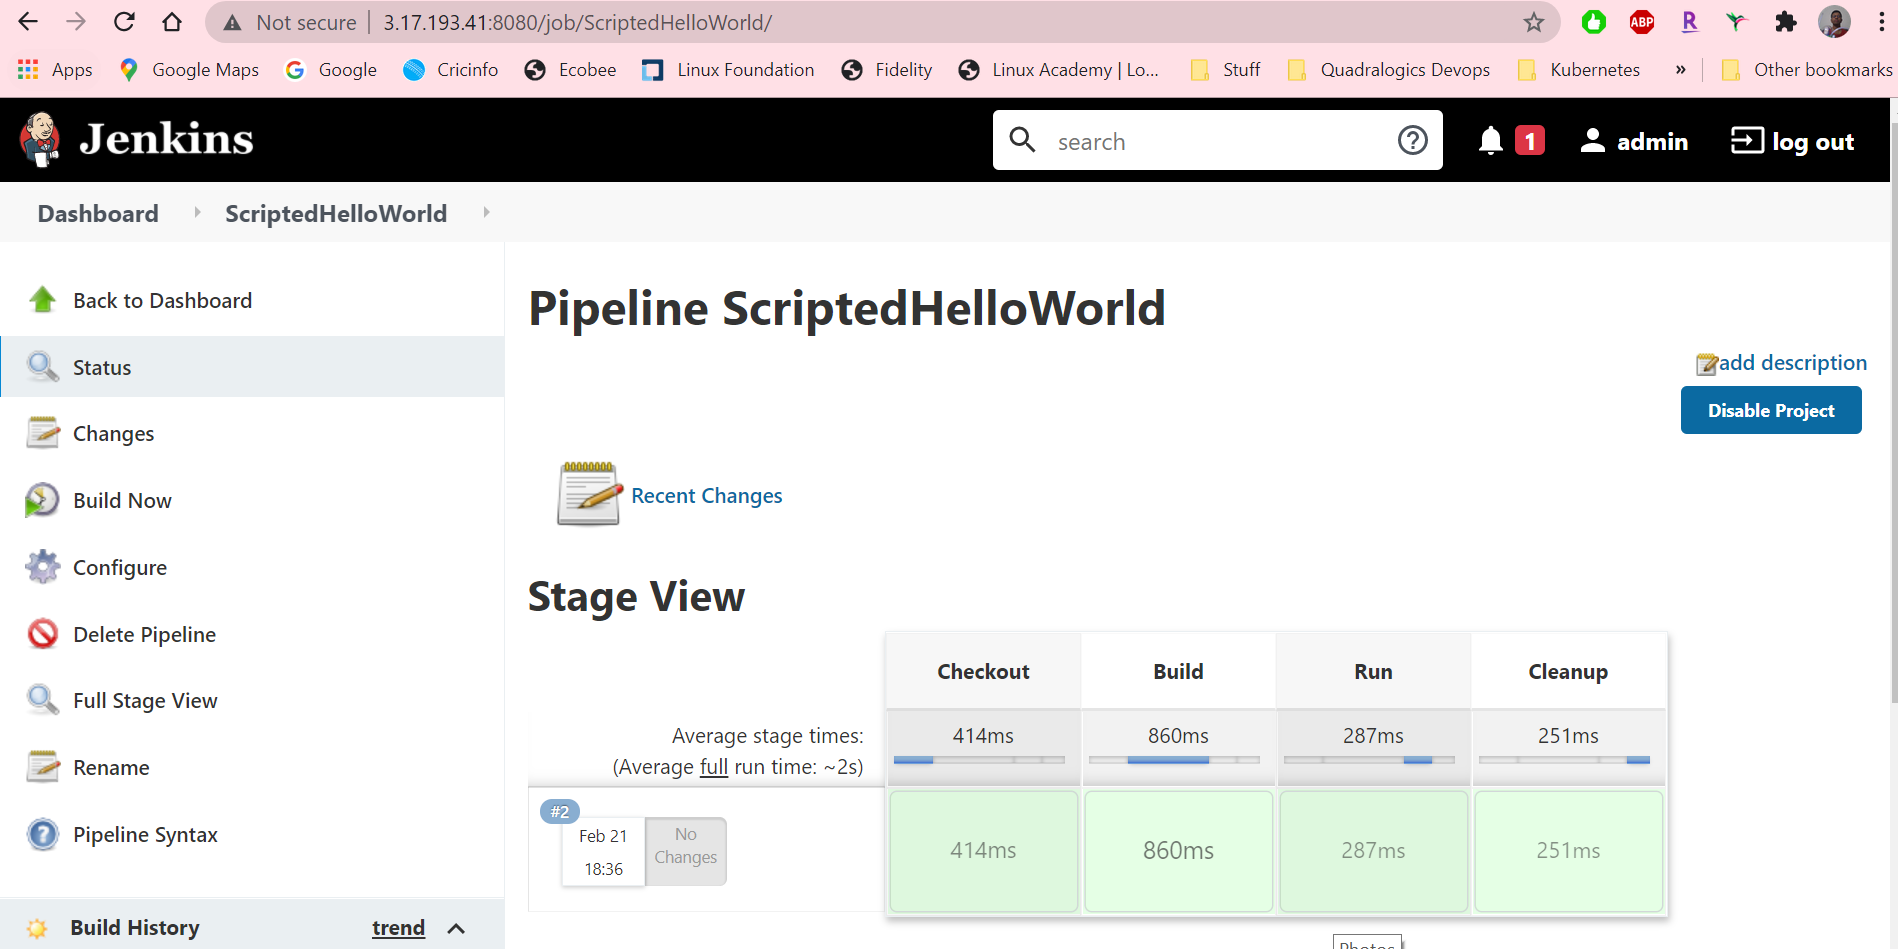 Not secure | 3.17.193.41:8080/job/ScriptedHelloWorld/
ABP
R
Apps Google Maps Google Cricinfo Ecobee Linux Foundation Fidelity Linux Academy | Lo... Stuff Quadralogics Devops Kubernetes » Other bookmarks
Jenkins
search
1
admin
log out
Dashboard ScriptedHelloWorld
Back to Dashboard
Status
Changes
Build Now
Configure
Delete Pipeline
Full Stage View
Rename
Pipeline Syntax
Build History trend
Pipeline ScriptedHelloWorld
add description
Disable Project
Recent Changes
Stage View
Checkout Build Run Cleanup
Average stage times: 414ms 860ms 287ms 251ms
(Average full run time: ~2s)
#2
Feb 21
18:36
No
Changes
414ms 860ms 287ms 251ms
Photos